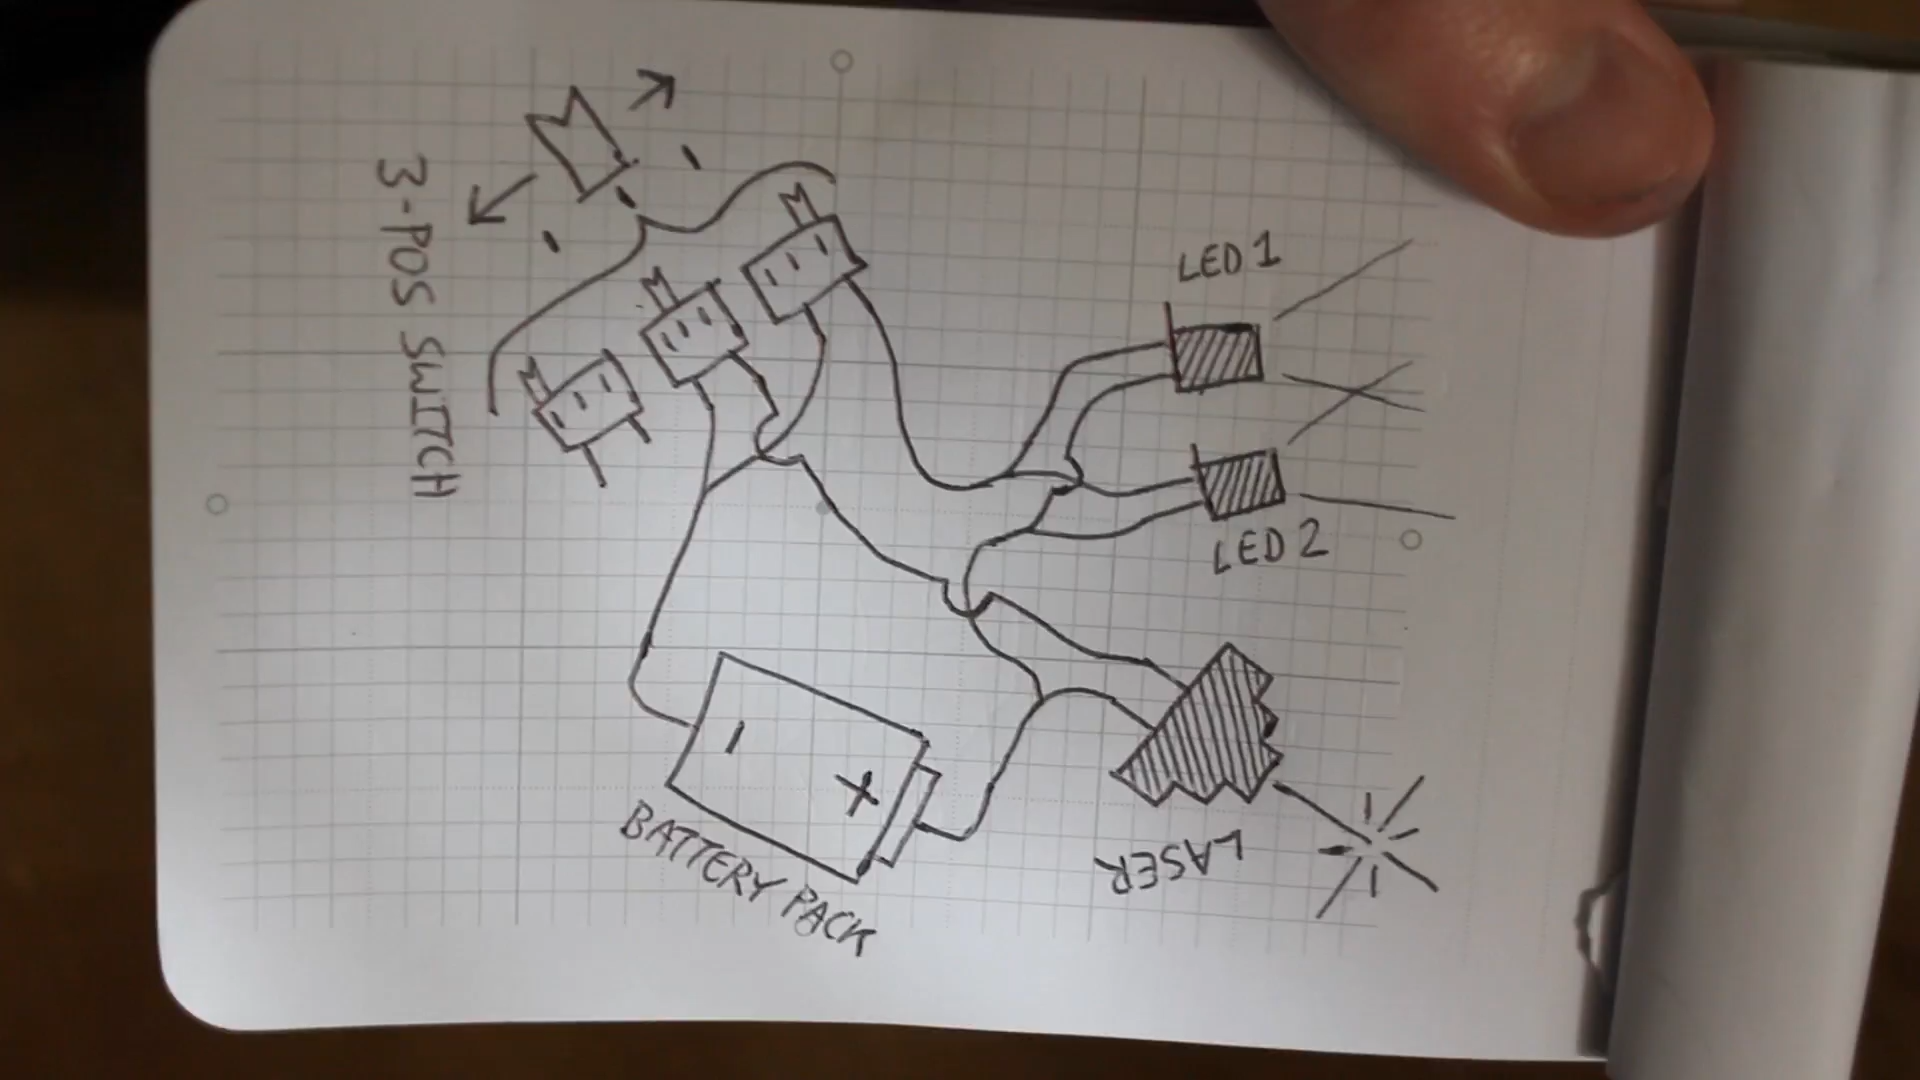 3-POS SWITCH
LED 1
LED 2
-
+
BATTERY PACK
LASER